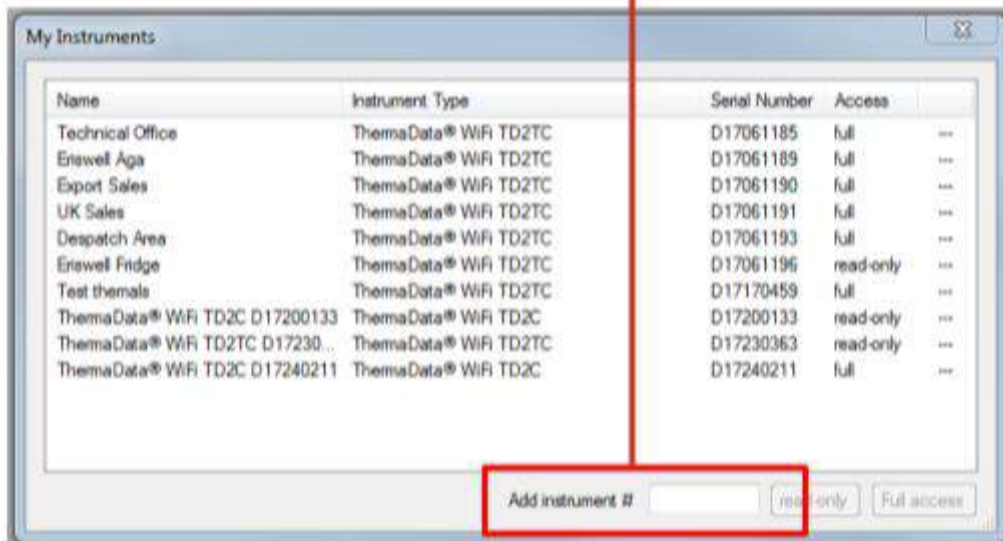 My Instruments
Name Instrument Type Serial Number Access
Technical Office ThermaData® WiFi TD2TC D17061185 full ...
Eriswell Aga ThermaData® WiFi TD2TC D17061189 full ...
Export Sales ThermaData® WiFi TD2TC D17061190 full ...
UK Sales ThermaData® WiFi TD2TC D17061191 full ...
Despatch Area ThermaData® WiFi TD2TC D17061193 full ...
Eriswell Fridge ThermaData® WiFi TD2TC D17061196 read-only ...
Test themals ThermaData® WiFi TD2TC D17170459 full ...
ThermaData® WiFi TD2C D17200133 ThermaData® WiFi TD2C D17200133 read-only ...
ThermaData® WiFi TD2TC D17230... ThermaData® WiFi TD2TC D17230363 read-only ...
ThermaData® WiFi TD2C D17240211 ThermaData® WiFi TD2C D17240211 full ...
Add instrument # read only Full access